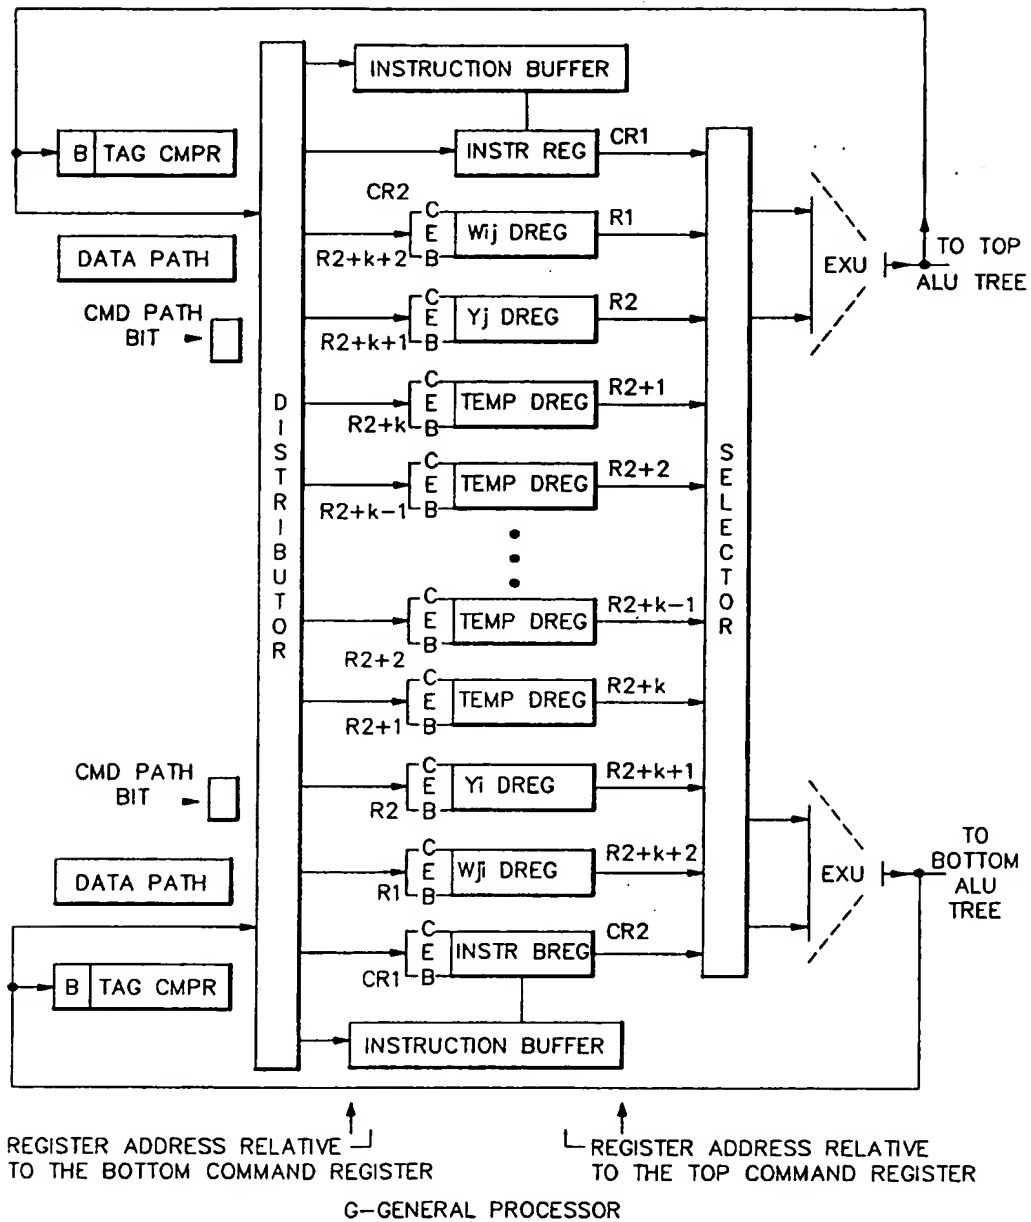 INSTRUCTION BUFFER
B TAG CMPR
INSTR REG
CR1
CR2
C
E
B
Wij DREG
R1
R2+k+2
DATA PATH
TO TOP
ALU TREE
EXU
CMD PATH
BIT
C
E
B
Yj DREG
R2
R2+k+1
DISTRIBUTOR
SELECTOR
C
E
B
TEMP DREG
R2+1
R2+k
C
E
B
TEMP DREG
R2+2
R2+k-1
C
E
B
TEMP DREG
R2+k-1
R2+2
C
E
B
TEMP DREG
R2+k
R2+1
CMD PATH
BIT
C
E
B
Yi DREG
R2+k+1
R2
DATA PATH
C
E
B
Wji DREG
R2+k+2
R1
EXU
TO
BOTTOM
ALU
TREE
B TAG CMPR
C
E
B
INSTR BREG
CR2
CR1
INSTRUCTION BUFFER
REGISTER ADDRESS RELATIVE
TO THE BOTTOM COMMAND REGISTER
REGISTER ADDRESS RELATIVE
TO THE TOP COMMAND REGISTER
G-GENERAL PROCESSOR